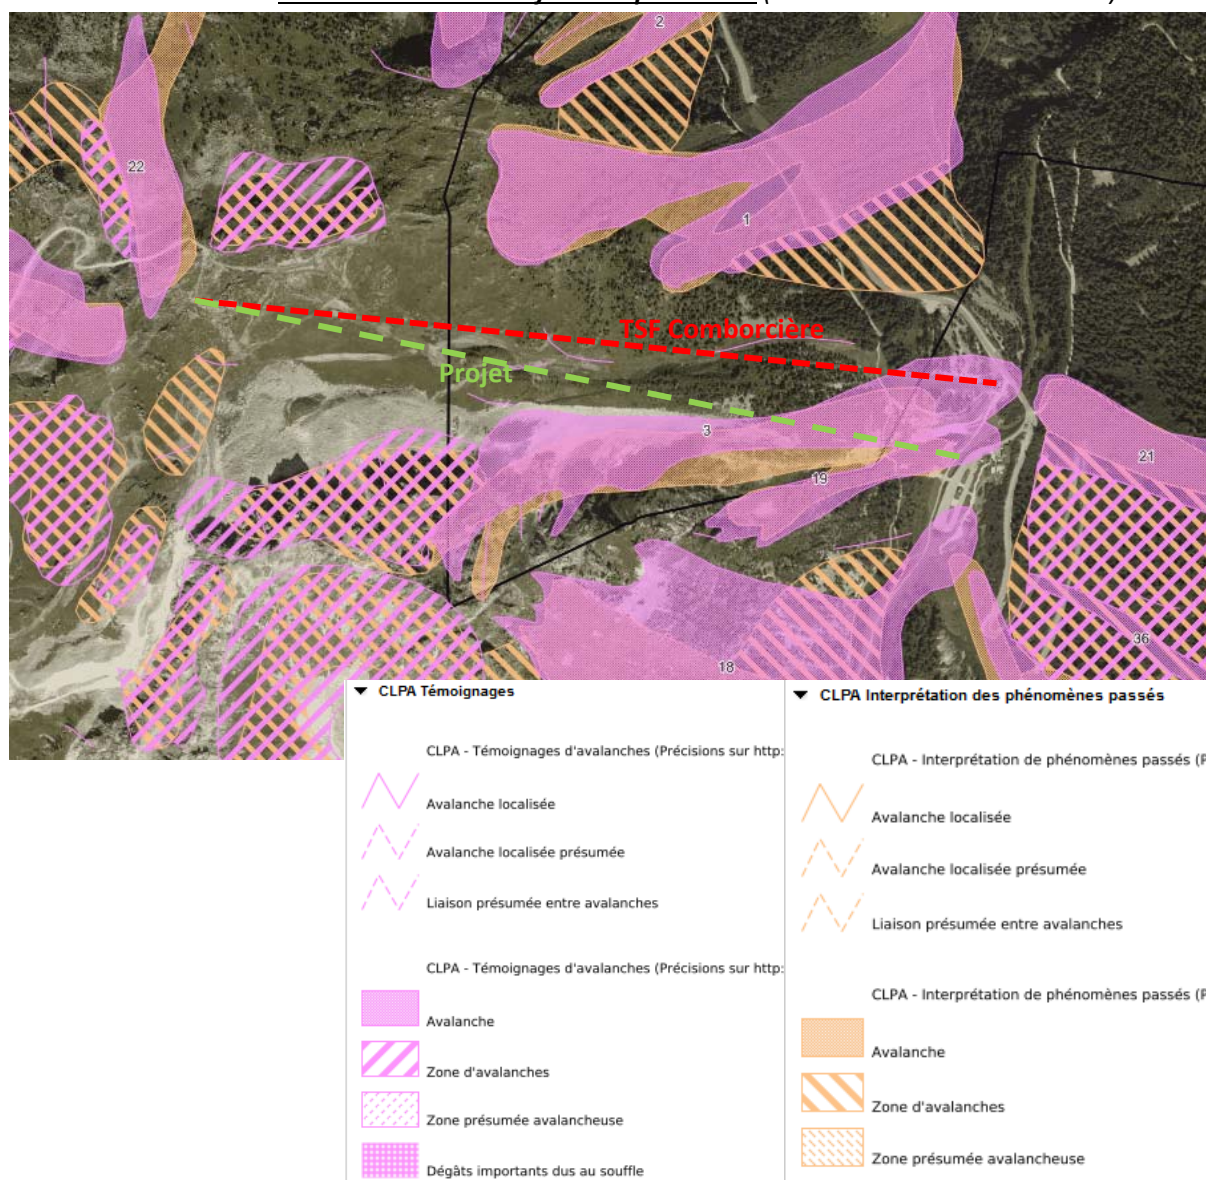 2
22
1
TSF Comborcière
Projet
3
19
21
36
18
CLPA Témoignages
CLPA - Témoignages d'avalanches (Précisions sur http:
Avalanche localisée
Avalanche localisée présumée
Liaison présumée entre avalanches
CLPA - Témoignages d'avalanches (Précisions sur http:
Avalanche
Zone d'avalanches
Zone présumée avalancheuse
Dégâts importants dus au souffle
CLPA Interprétation des phénomènes passés
CLPA - Interprétation de phénomènes passés (P
Avalanche localisée
Avalanche localisée présumée
Liaison présumée entre avalanches
CLPA - Interprétation de phénomènes passés (P
Avalanche
Zone d'avalanches
Zone présumée avalancheuse